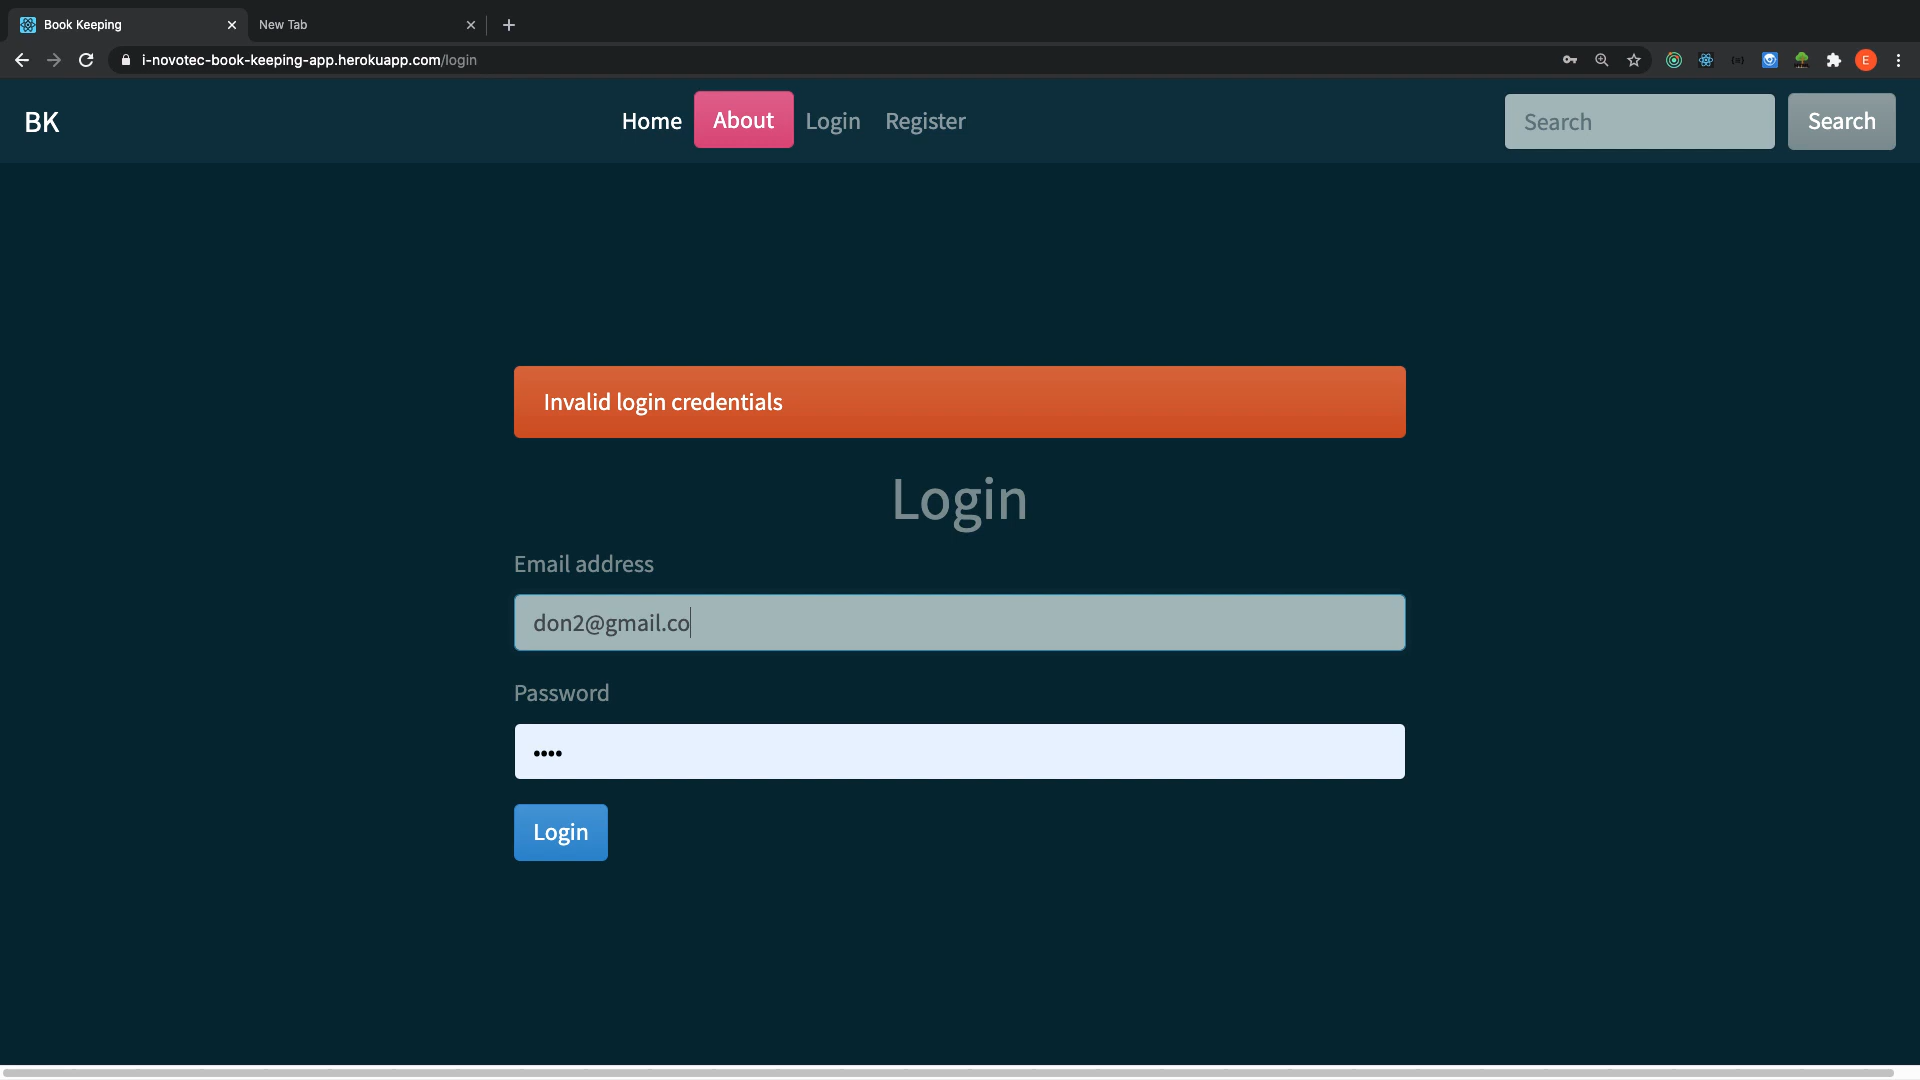 Book Keeping
New Tab
i-novotec-book-keeping-app.herokuapp.com/login
E
BK
Home
About
Login
Register
Search
Search
Invalid login credentials
Login
Email address
don2@gmail.co
Password
••••
Login